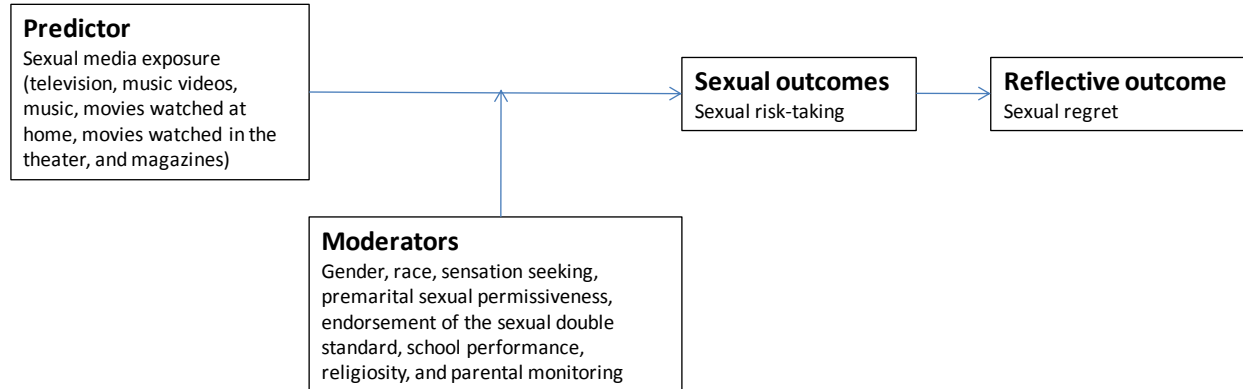 Predictor
Sexual media exposure
(television, music videos,
music, movies watched at
home, movies watched in the
theater, and magazines)
Sexual outcomes
Sexual risk-taking
Reflective outcome
Sexual regret
Moderators
Gender, race, sensation seeking,
premarital sexual permissiveness,
endorsement of the sexual double
standard, school performance,
religiosity, and parental monitoring